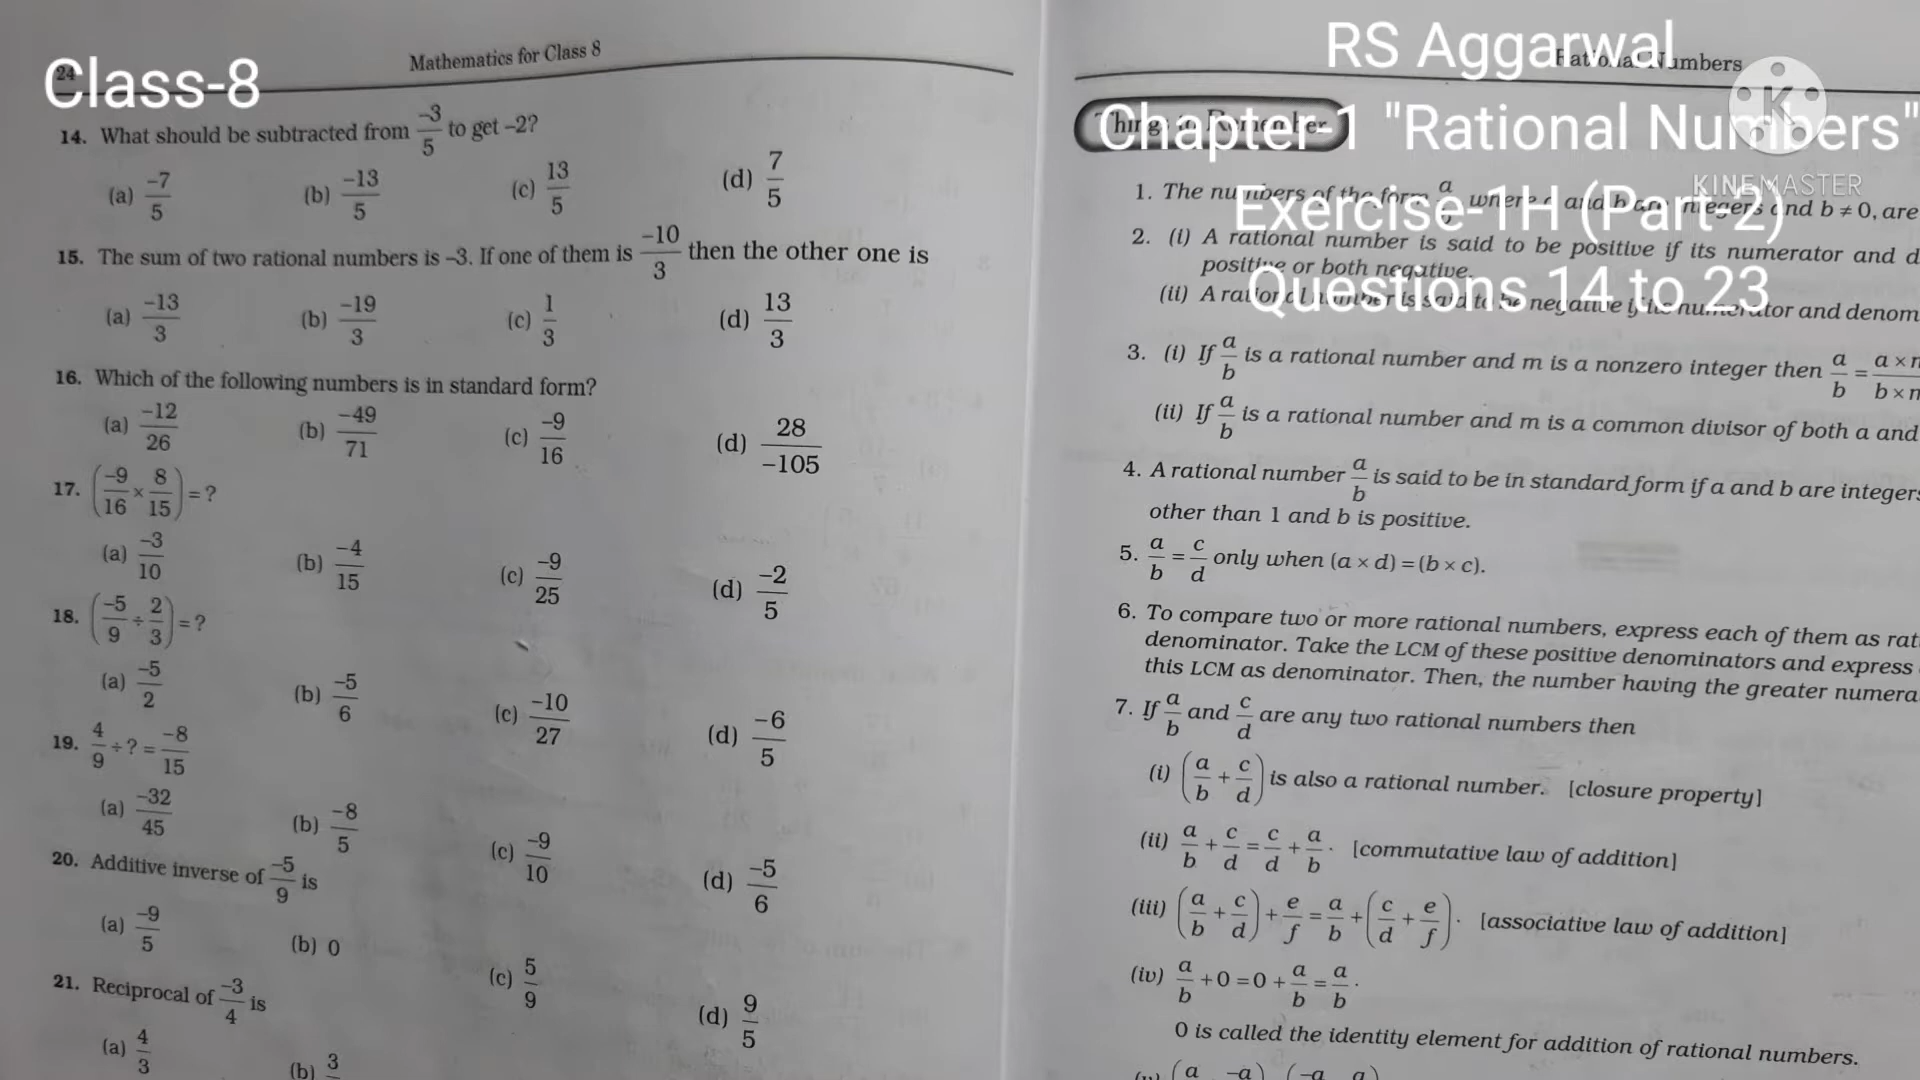 Class-8
24
Mathematics for Class 8
14. What should be subtracted from -3/5 to get -2?
(a) -7/5 (b) -13/5 (c) 13/5 (d) 7/5
15. The sum of two rational numbers is -3. If one of them is -10/3 then the other one is
(a) -13/3 (b) -19/3 (c) 1/3 (d) 13/3
16. Which of the following numbers is in standard form?
(a) -12/26 (b) -49/71 (c) -9/16 (d) 28/-105
17. (-9/16 × 8/15) = ?
(a) -3/10 (b) -4/15 (c) -9/25 (d) -2/5
18. (-5/9 ÷ 2/3) = ?
(a) -5/2 (b) -5/6 (c) -10/27 (d) -6/5
19. 4/9 ÷ ? = -8/15
(a) -32/45 (b) -8/5 (c) -9/10 (d) -5/6
20. Additive inverse of -5/9 is
(a) -9/5 (b) 0 (c) 5/9 (d) 9/5
21. Reciprocal of -3/4 is
(a) 4/3 (b) 3
RS Aggarwal
Rational Numbers
Chapter-1 "Rational Numbers"
Things to Remember
KINEMASTER
Exercise-1H (Part-2)
Questions 14 to 23
1. The numbers of the form a/b where a and b are integers and b ≠ 0, are
2. (i) A rational number is said to be positive if its numerator and
positive or both negative.
(ii) A rational number is said to be negative if its numerator and denom
3. (i) If a/b is a rational number and m is a nonzero integer then a/b = a ×/b ×
(ii) If a/b is a rational number and m is a common divisor of both a and
4. A rational number a/b is said to be in standard form if a and b are integers
other than 1 and b is positive.
5. a/b = c/d only when (a × d) = (b × c).
6. To compare two or more rational numbers, express each of them as rat
denominator. Take the LCM of these positive denominators and express
this LCM as denominator. Then, the number having the greater numera
7. If a/b and c/d are any two rational numbers then
(i) (a/b + c/d) is also a rational number. [closure property]
(ii) a/b + c/d = c/d + a/b. [commutative law of addition]
(iii) (a/b + c/d) + e/f = a/b + (c/d + e/f). [associative law of addition]
(iv) a/b + 0 = 0 + a/b = a/b.
0 is called the identity element for addition of rational numbers.